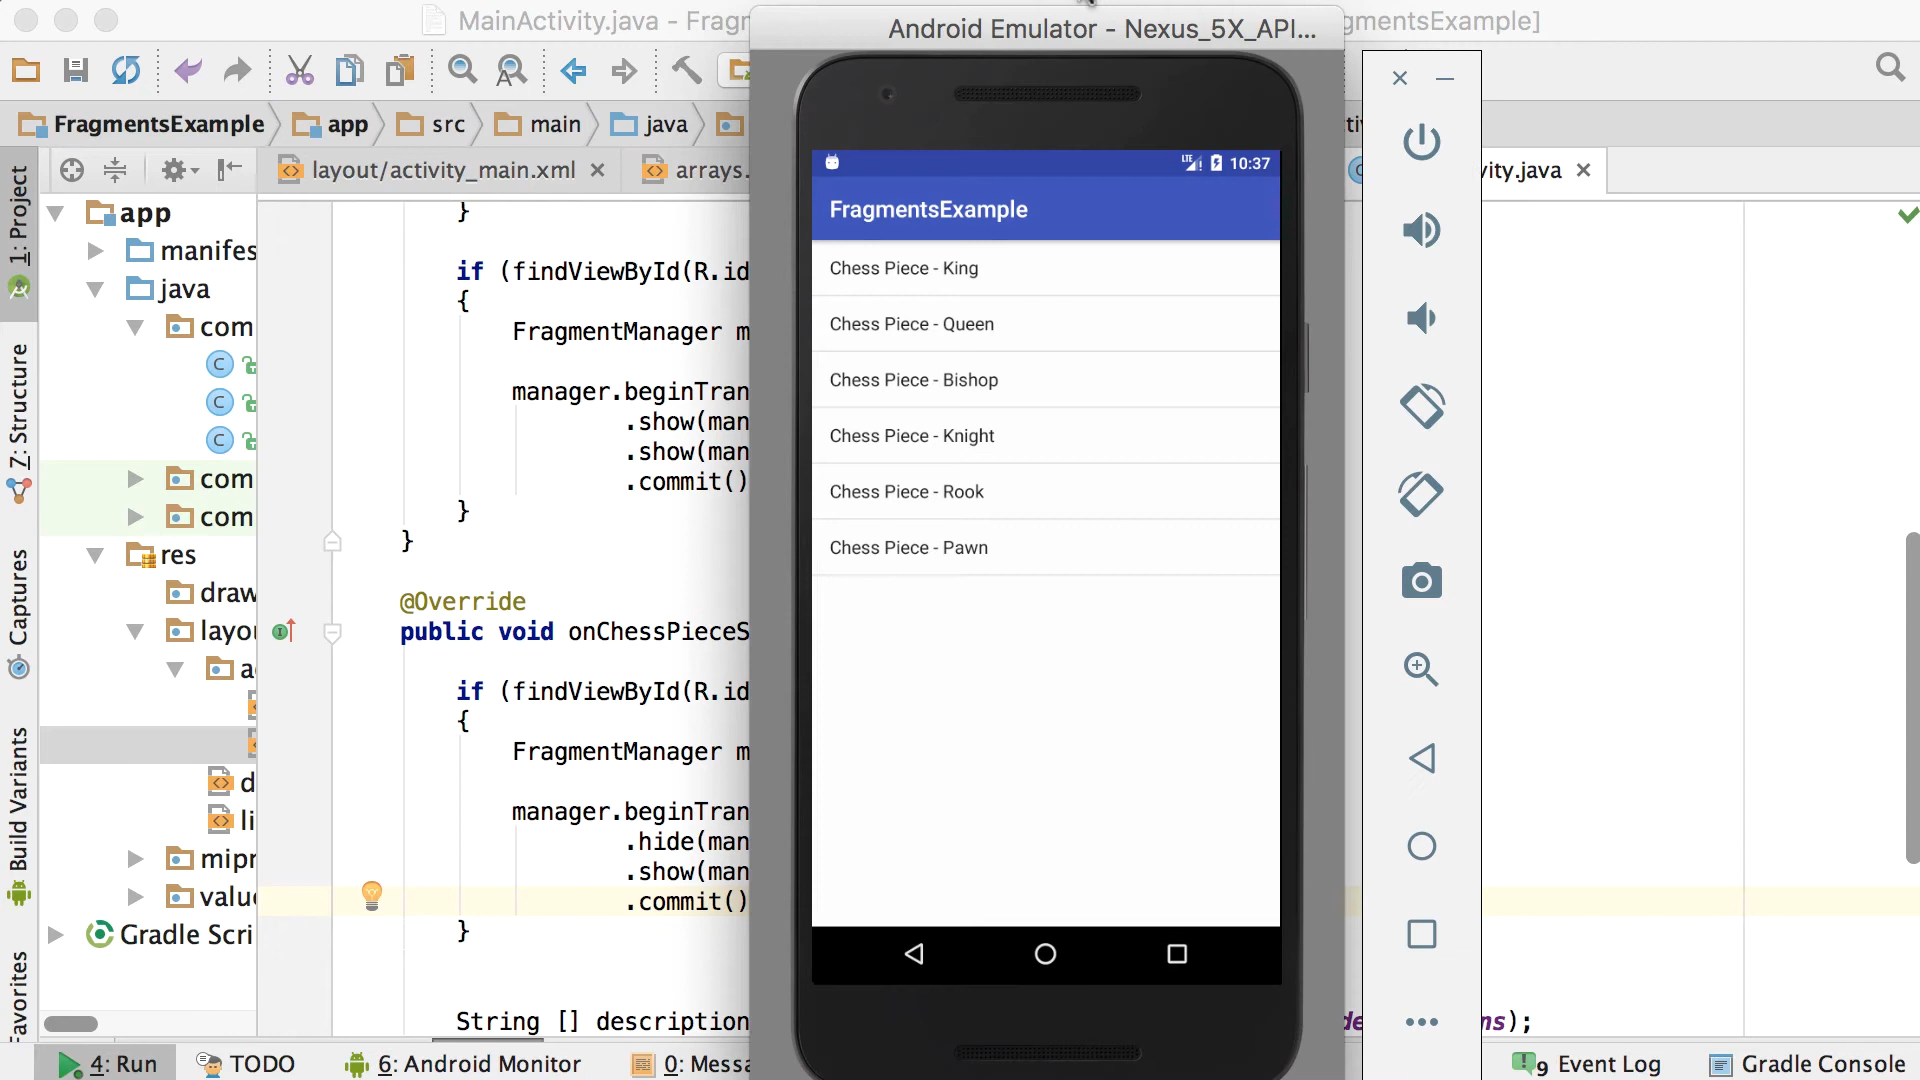 MainActivity.java - Frag
Android Emulator - Nexus_5X_API...
gmentsExample]
FragmentsExample
app
src
main
java
1: Project
layout/activity_main.xml
arrays.
ity.java
app
manifes
java
com
com
com
res
draw
layou
a
d
li
mipr
valu
Gradle Scri
Z: Structure
Captures
Build Variants
Favorites
}
if (findViewById(R.id
{
FragmentManager m
manager.beginTran
.show(man
.show(man
.commit()
}
}
@Override
public void onChessPieceS
if (findViewById(R.id
{
FragmentManager m
manager.beginTran
.hide(man
.show(man
.commit()
}
String [] description
ns);
LTE 10:37
FragmentsExample
Chess Piece - King
Chess Piece - Queen
Chess Piece - Bishop
Chess Piece - Knight
Chess Piece - Rook
Chess Piece - Pawn
4: Run
TODO
6: Android Monitor
0: Messa
9 Event Log
Gradle Console